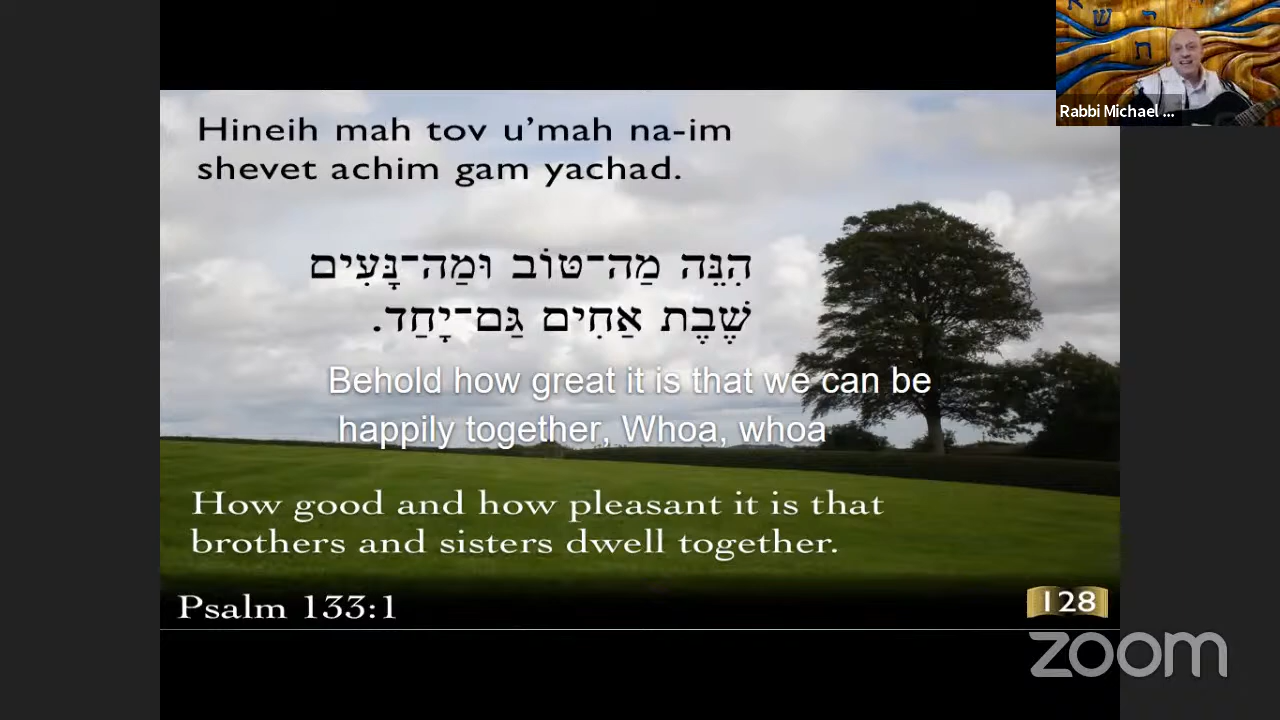 Hineih mah tov u’mah na-im
shevet achim gam yachad.
הִנֵּה מַה־טּוֹב וּמַה־נָּעִים
שֶׁבֶת אַחִים גַּם־יָחַד.
Behold how great it is that we can be
happily together, Whoa, whoa
How good and how pleasant it is that
brothers and sisters dwell together.
Psalm 133:1
128
zoom
Rabbi Michael ...
ש
י
ת